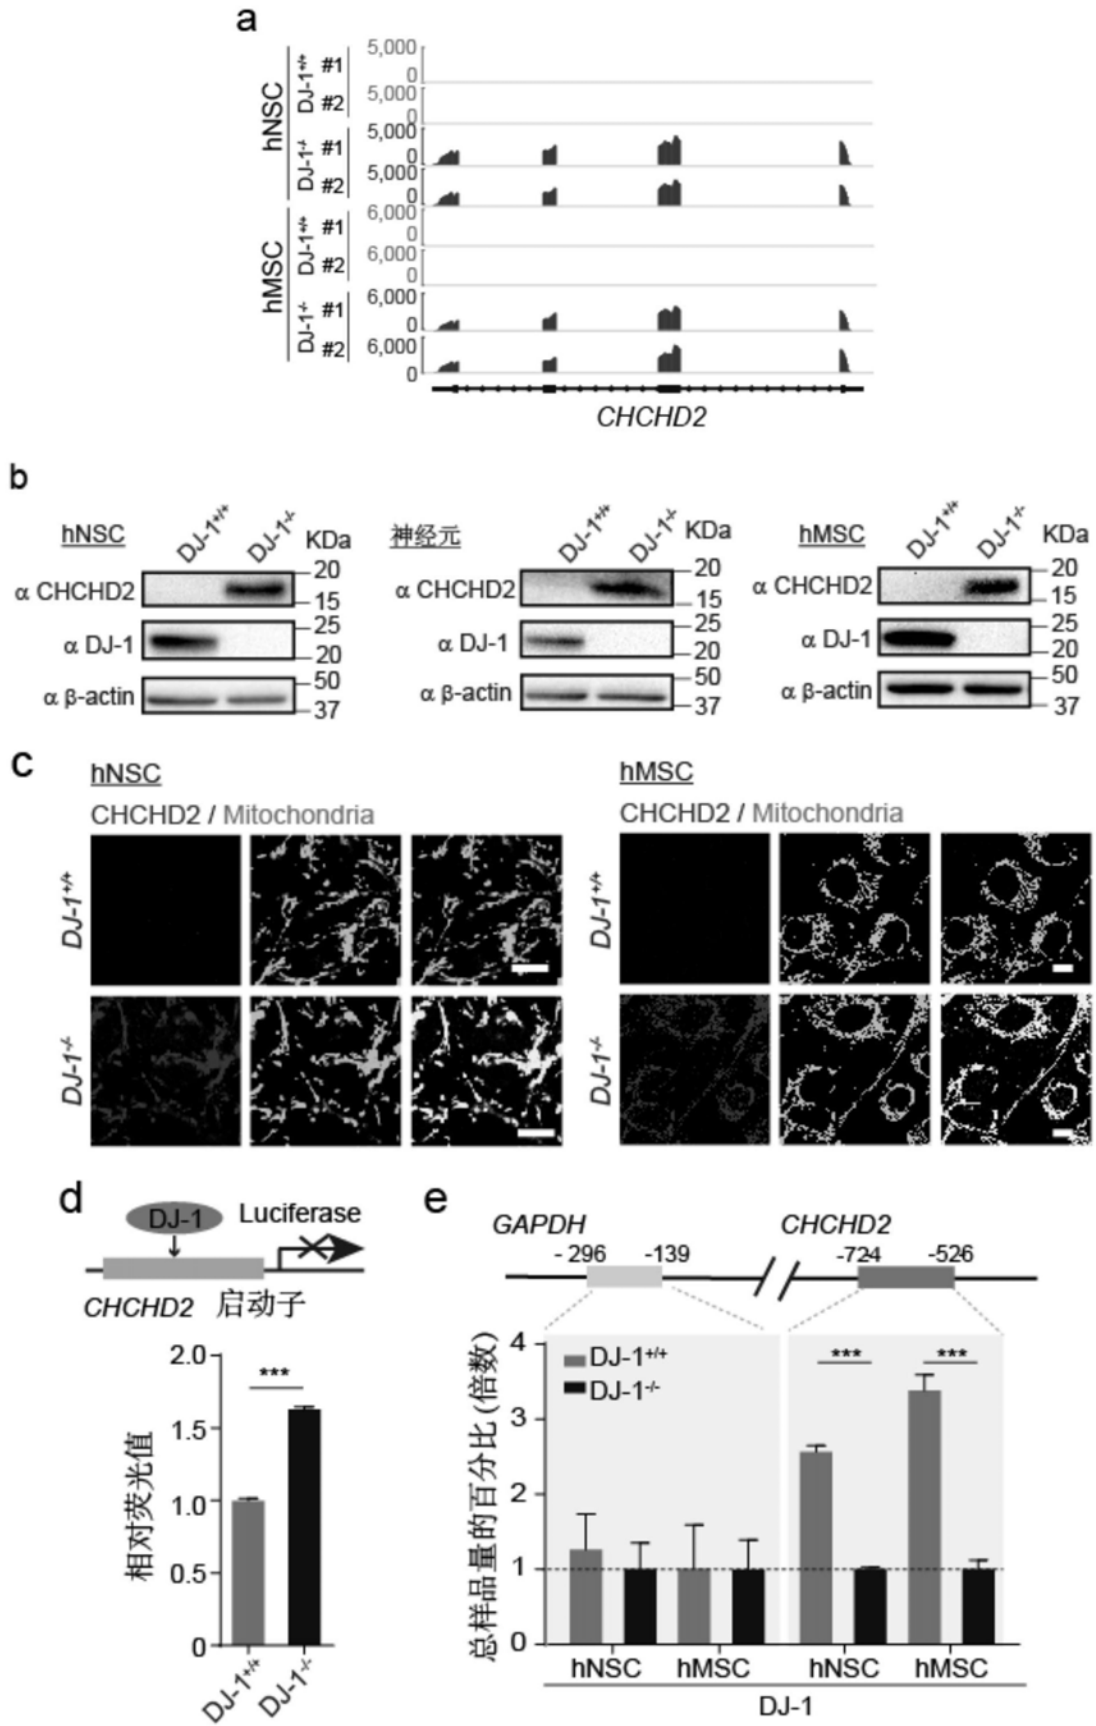 a
hNSC
DJ-1+/+
#1
5,000
0
#2
5,000
0
DJ-1-/-
#1
5,000
0
#2
5,000
0
hMSC
DJ-1+/+
#1
6,000
0
#2
6,000
0
DJ-1-/-
#1
6,000
0
#2
6,000
0
CHCHD2
b
hNSC
DJ-1+/+
DJ-1-/-
KDa
α CHCHD2
20
15
α DJ-1
25
20
α β-actin
50
37
神经元
DJ-1+/+
DJ-1-/-
KDa
α CHCHD2
20
15
α DJ-1
25
20
α β-actin
50
37
hMSC
DJ-1+/+
DJ-1-/-
KDa
α CHCHD2
20
15
α DJ-1
25
20
α β-actin
50
37
c
hNSC
CHCHD2 / Mitochondria
DJ-1+/+
DJ-1-/-
hMSC
CHCHD2 / Mitochondria
DJ-1+/+
DJ-1-/-
d
DJ-1
Luciferase
CHCHD2 启动子
相对荧光值
2.0
1.5
1.0
0.5
0
***
DJ-1+/+
DJ-1-/-
e
GAPDH
-296
-139
CHCHD2
-724
-526
总样品量的百分比(倍数)
4
3
2
1
0
DJ-1+/+
DJ-1-/-
***
***
hNSC
hMSC
hNSC
hMSC
DJ-1